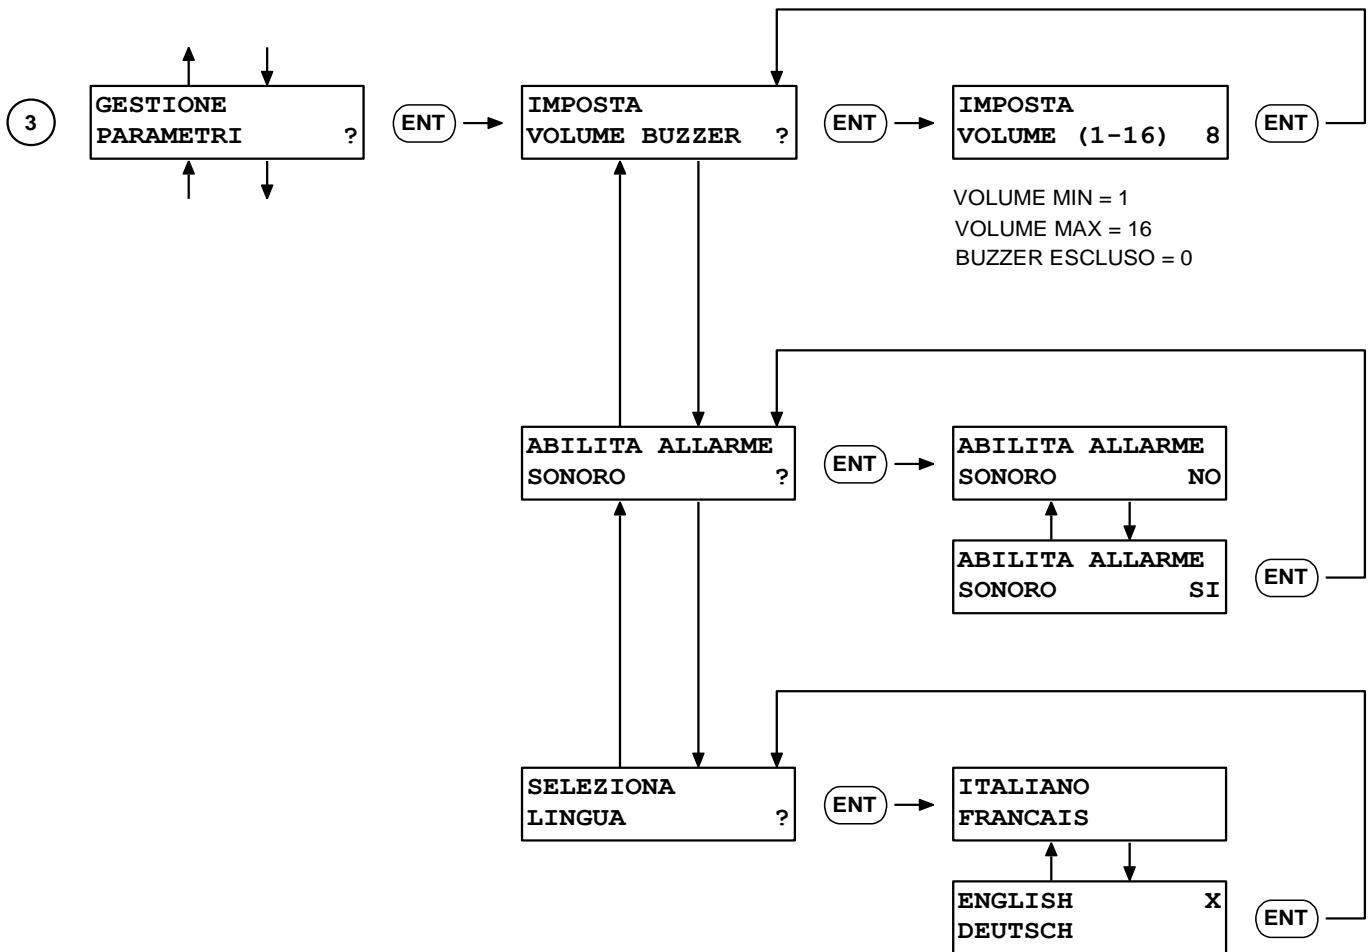 3
GESTIONE
PARAMETRI ?
ENT
IMPOSTA
VOLUME BUZZER ?
ENT
IMPOSTA
VOLUME (1-16) 8
ENT
VOLUME MIN = 1
VOLUME MAX = 16
BUZZER ESCLUSO = 0
ABILITA ALLARME
SONORO ?
ENT
ABILITA ALLARME
SONORO NO
ABILITA ALLARME
SONORO SI
ENT
SELEZIONA
LINGUA ?
ENT
ITALIANO
FRANCAIS
ENGLISH X
DEUTSCH
ENT